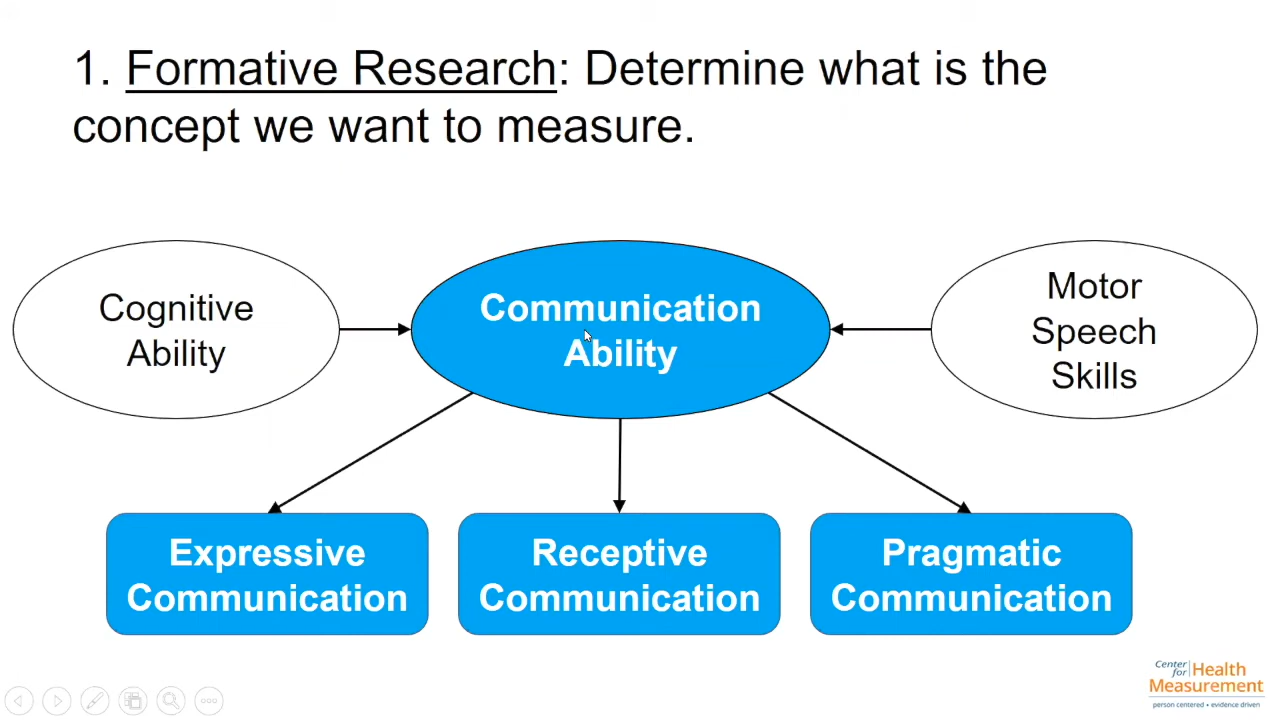 1. Formative Research: Determine what is the
concept we want to measure.
Cognitive
Ability
Communication
Ability
Motor
Speech
Skills
Expressive
Communication
Receptive
Communication
Pragmatic
Communication
Center
for Health
Measurement
person centered • evidence driven